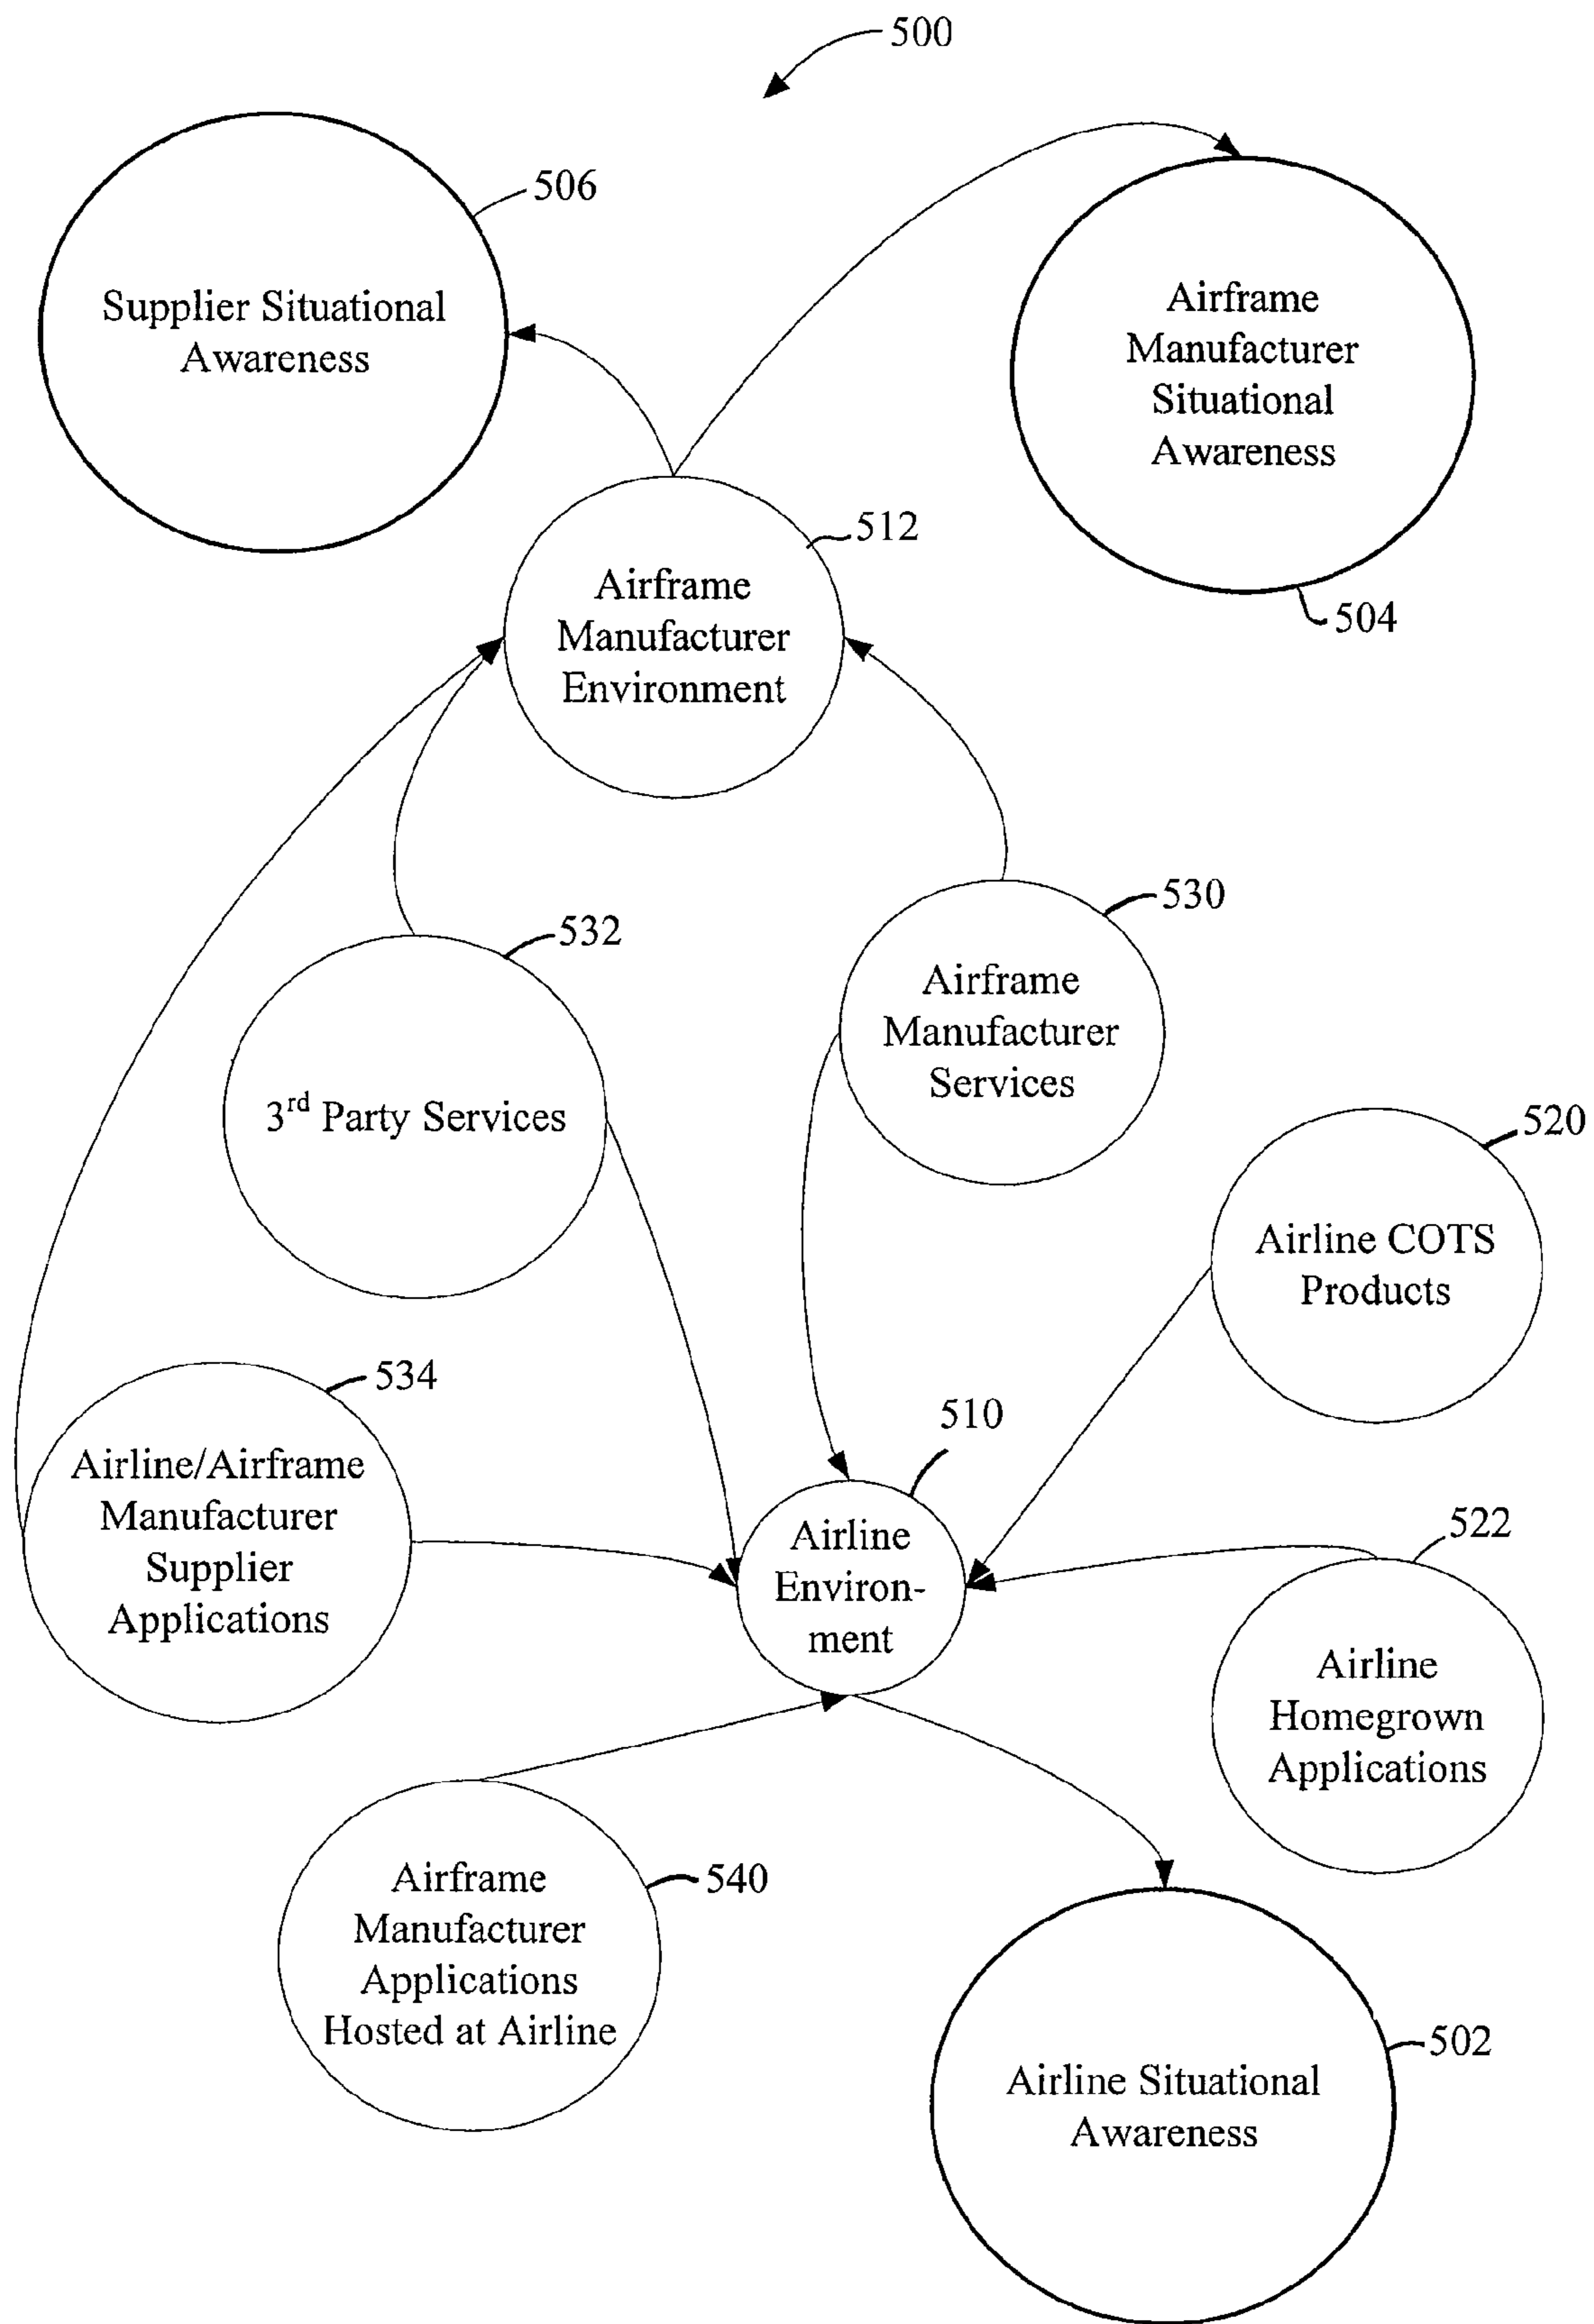 500
506
Supplier Situational
Awareness
Airframe
Manufacturer
Situational
Awareness
504
512
Airframe
Manufacturer
Environment
530
532
Airframe
Manufacturer
Services
3rd Party Services
520
Airline COTS
Products
534
Airline/Airframe
Manufacturer
Supplier
Applications
510
Airline
Environ-
ment
522
Airline
Homegrown
Applications
540
Airframe
Manufacturer
Applications
Hosted at Airline
502
Airline Situational
Awareness